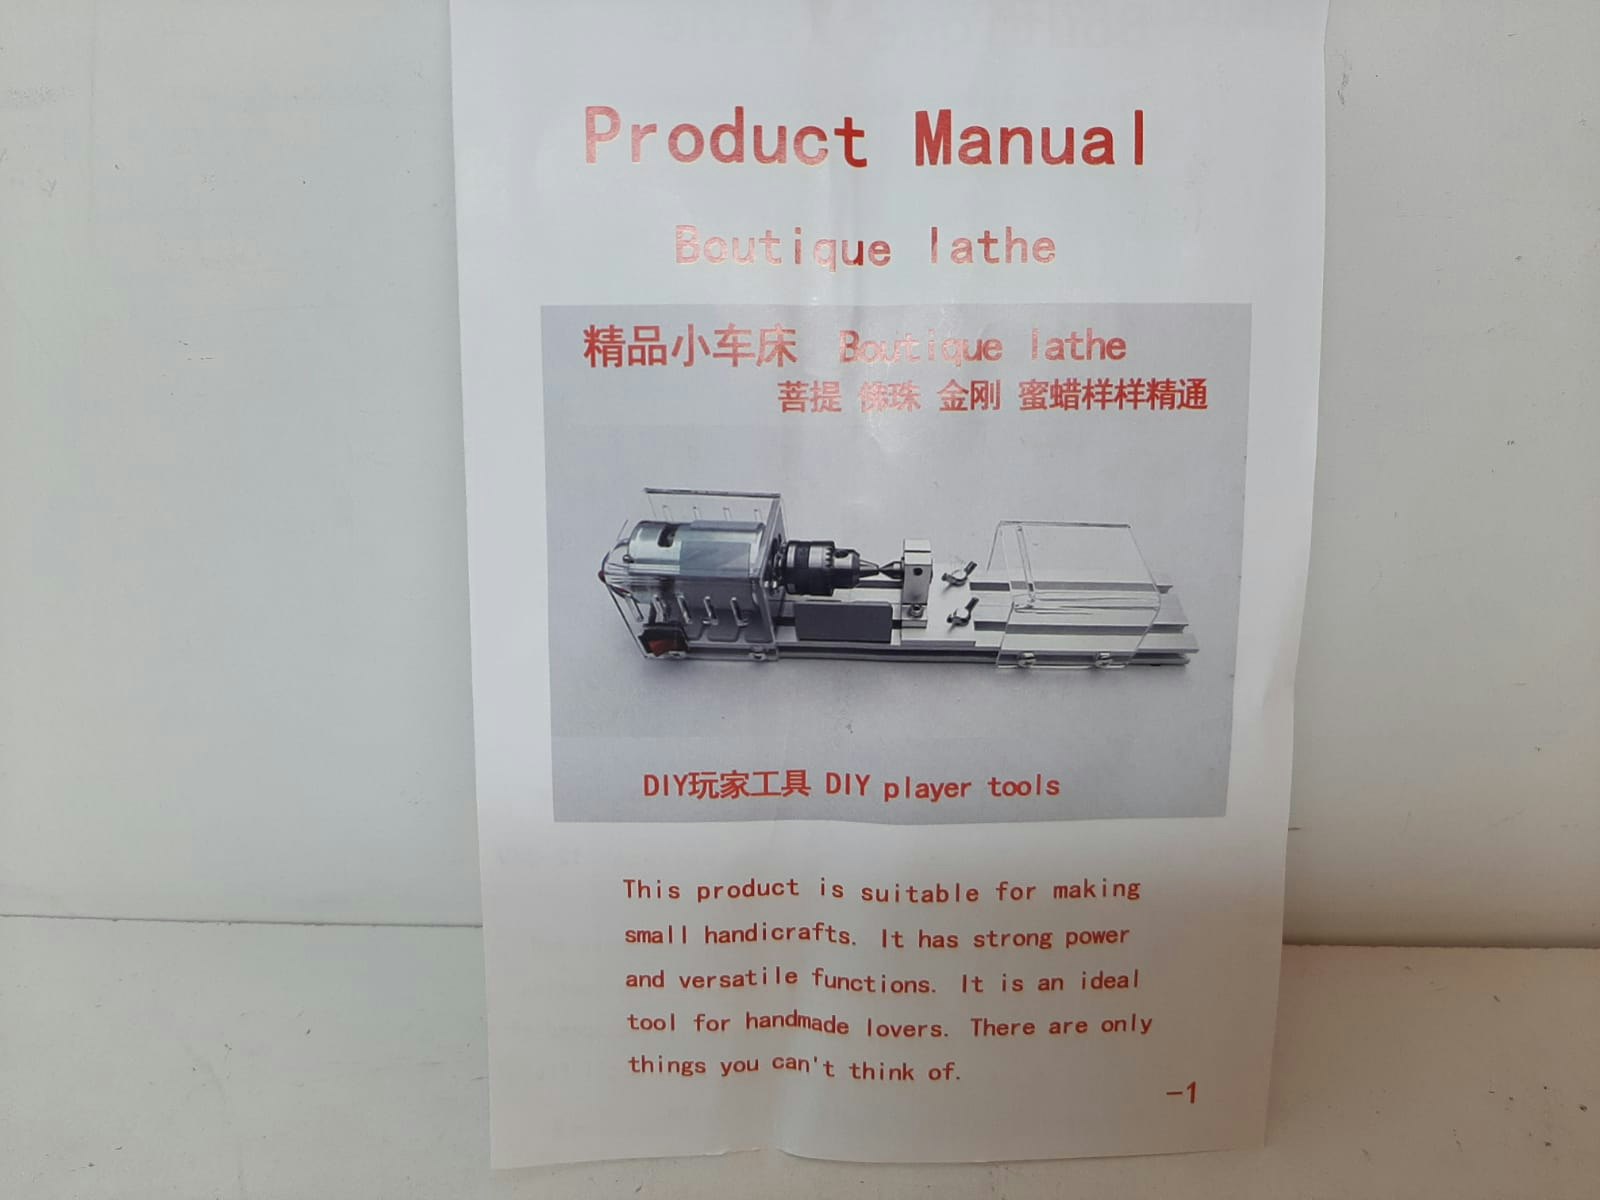 Product Manual
Boutique lathe
精品小车床 Boutique lathe
菩提 佛珠 金刚 蜜蜡样样精通
DIY玩家工具 DIY player tools
This product is suitable for making
small handicrafts. It has strong power
and versatile functions. It is an ideal
tool for handmade lovers. There are only
things you can't think of.
-1